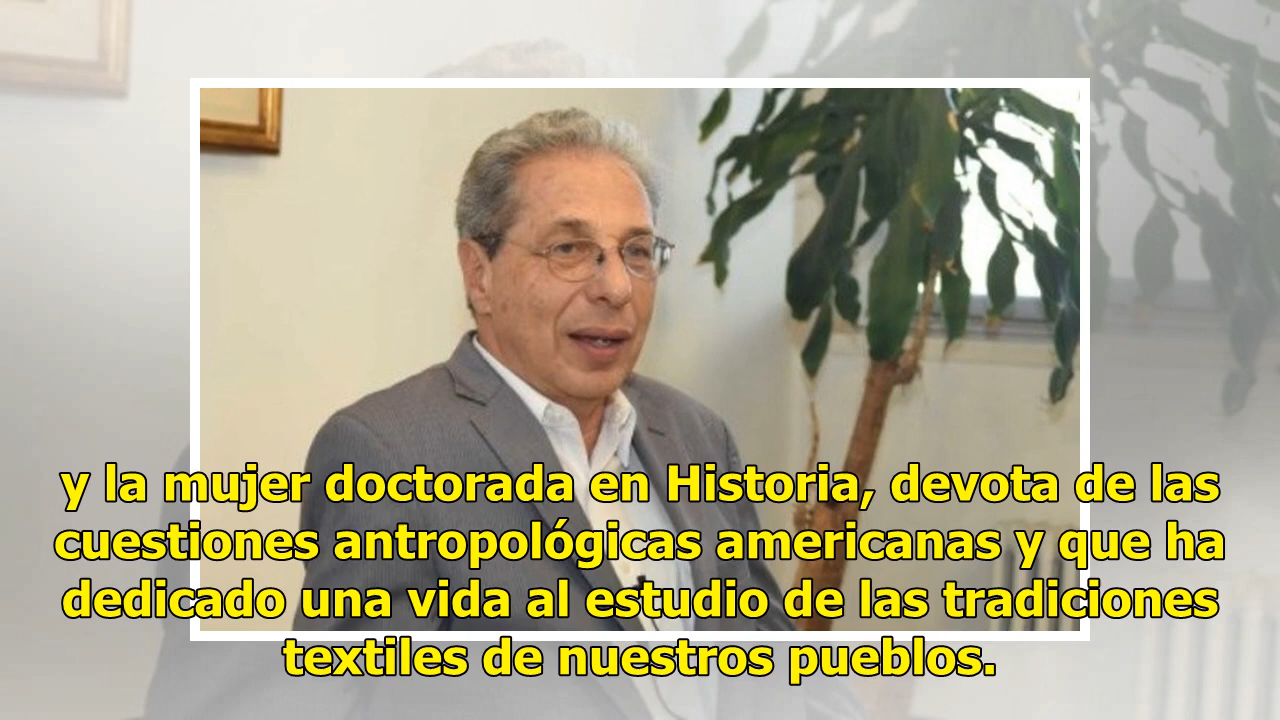 y la mujer doctorada en Historia, devota de las
cuestiones antropológicas americanas y que ha
dedicado una vida al estudio de las tradiciones
textiles de nuestros pueblos.